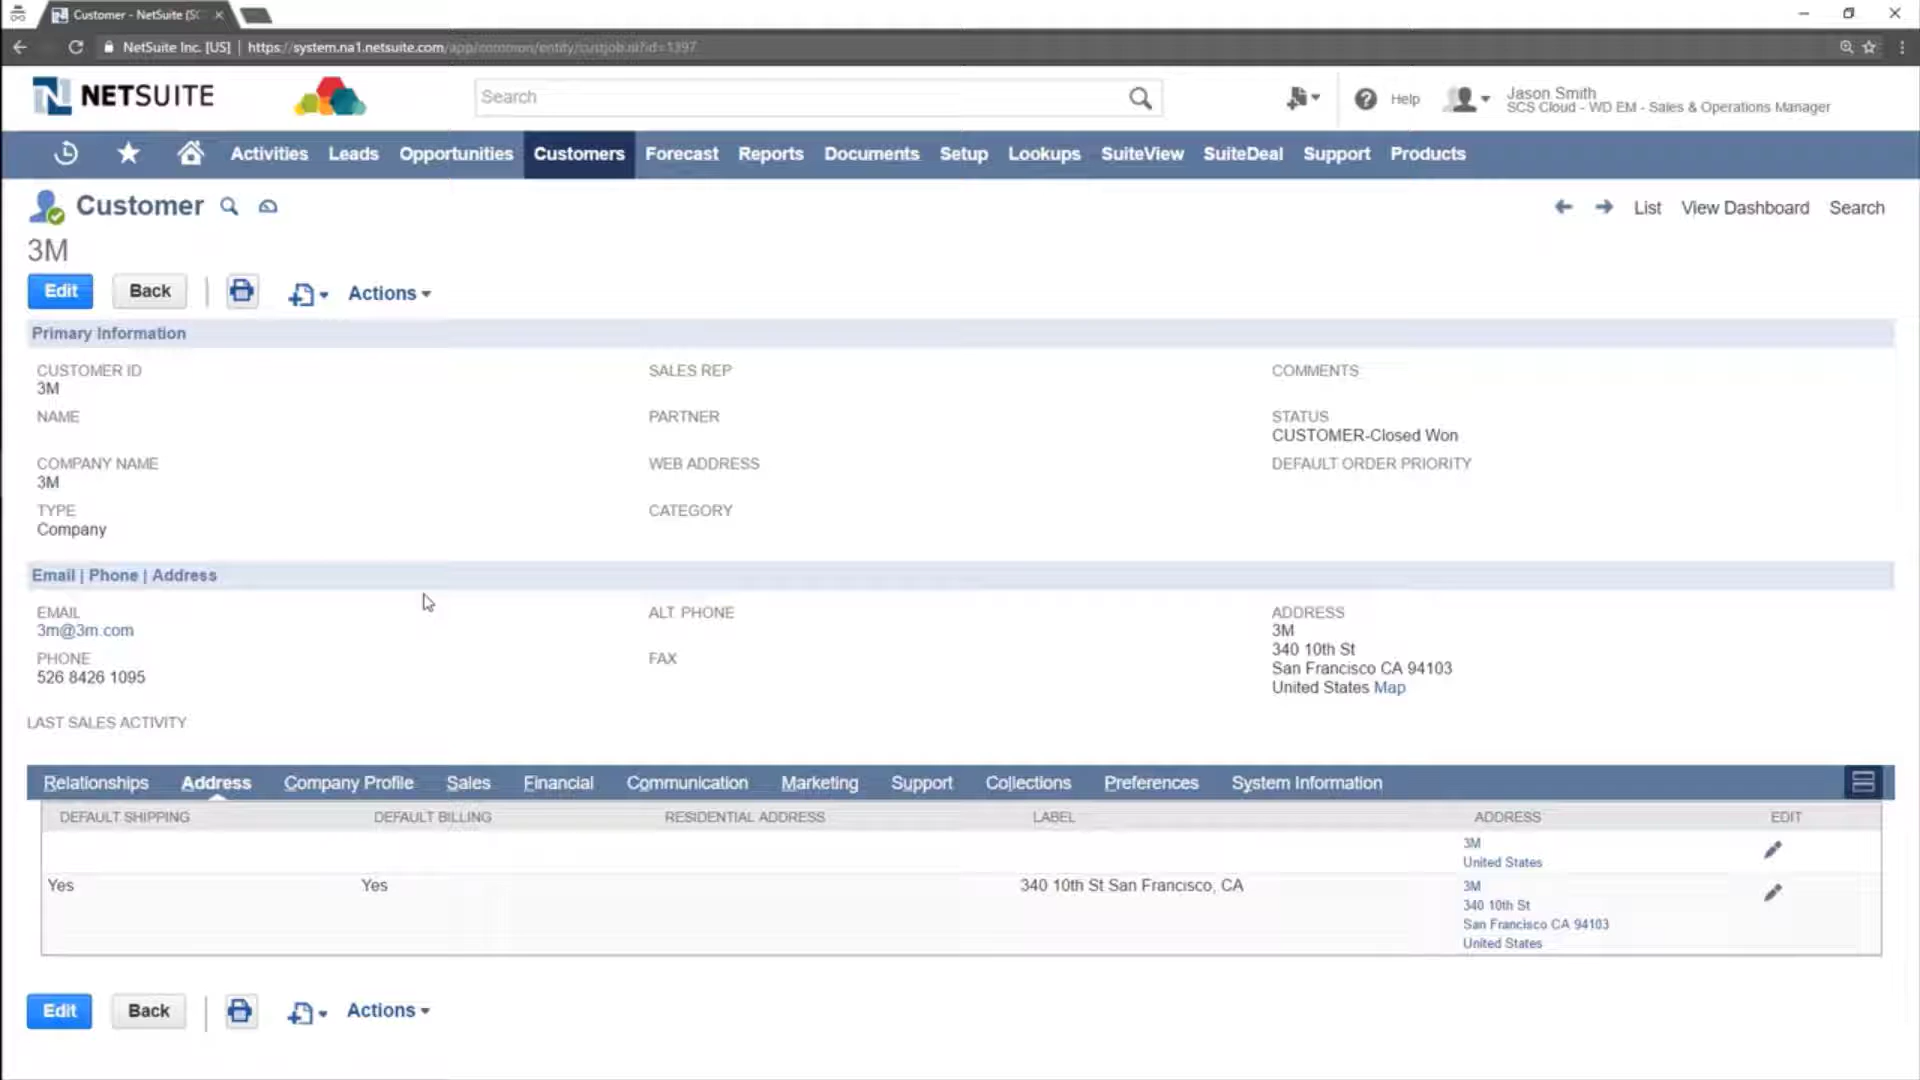 Customer - NetSuite (SC
NetSuite Inc. [US] | https://system.na1.netsuite.com/app/common/entity/custjob.nl?id=1397
NETSUITE
Search
Help
Jason Smith
SCS Cloud - WD EM - Sales & Operations Manager
Activities Leads Opportunities Customers Forecast Reports Documents Setup Lookups SuiteView SuiteDeal Support Products
Customer
List View Dashboard Search
3M
Edit Back Actions
Primary Information
CUSTOMER ID
3M
NAME
COMPANY NAME
3M
TYPE
Company
SALES REP
PARTNER
WEB ADDRESS
CATEGORY
COMMENTS
STATUS
CUSTOMER-Closed Won
DEFAULT ORDER PRIORITY
Email | Phone | Address
EMAIL
3m@3m.com
PHONE
526 8426 1095
ALT. PHONE
FAX
ADDRESS
3M
340 10th St
San Francisco CA 94103
United States Map
LAST SALES ACTIVITY
Relationships Address Company Profile Sales Financial Communication Marketing Support Collections Preferences System Information
DEFAULT SHIPPING DEFAULT BILLING RESIDENTIAL ADDRESS LABEL ADDRESS EDIT
3M
United States
Yes Yes 340 10th St San Francisco, CA 3M
340 10th St
San Francisco CA 94103
United States
Edit Back Actions